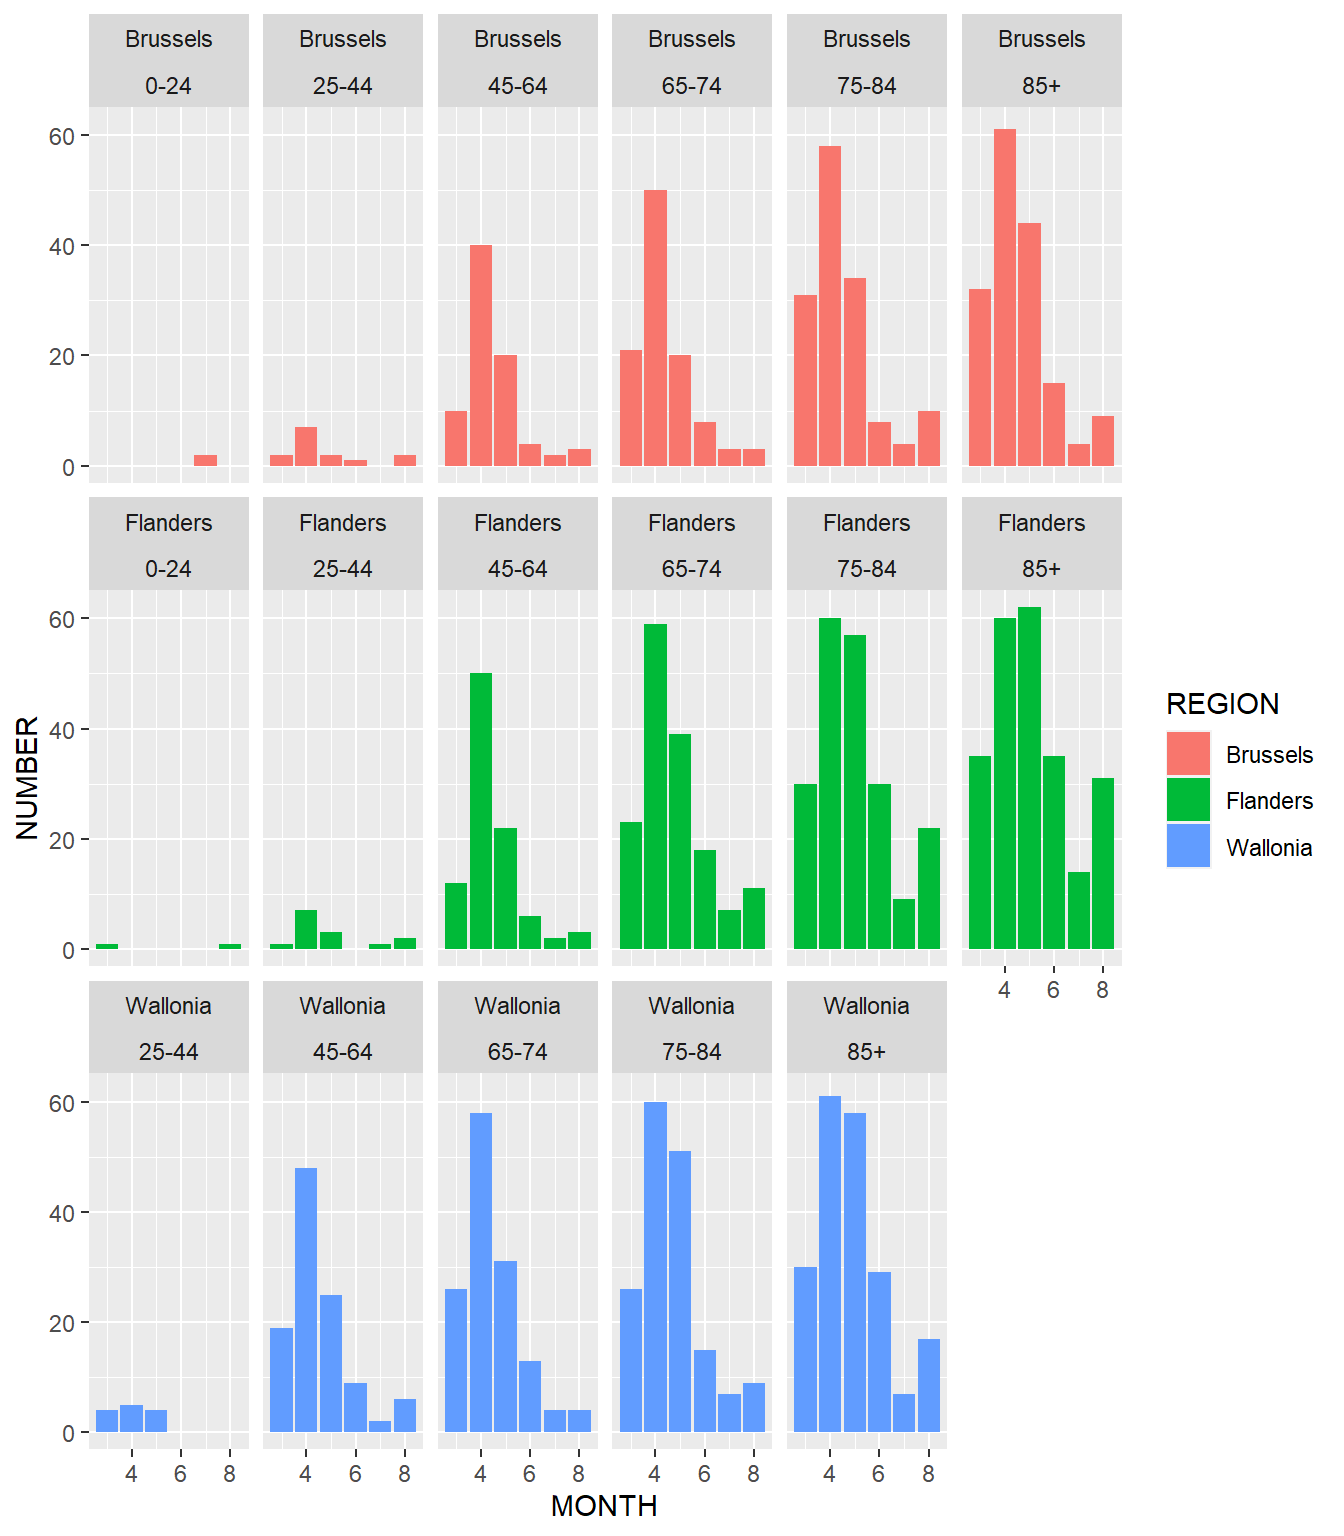 Brussels Brussels Brussels Brussels Brussels Brussels
0-24 25-44 45-64 65-74 75-84 85+
60
40
20
0
Flanders Flanders Flanders Flanders Flanders Flanders
0-24 25-44 45-64 65-74 75-84 85+
60
40
20
0
4 6 8
Wallonia Wallonia Wallonia Wallonia Wallonia
25-44 45-64 65-74 75-84 85+
60
40
20
0
4 6 8 4 6 8 4 6 8 4 6 8 4 6 8
MONTH
NUMBER
REGION
Brussels
Flanders
Wallonia